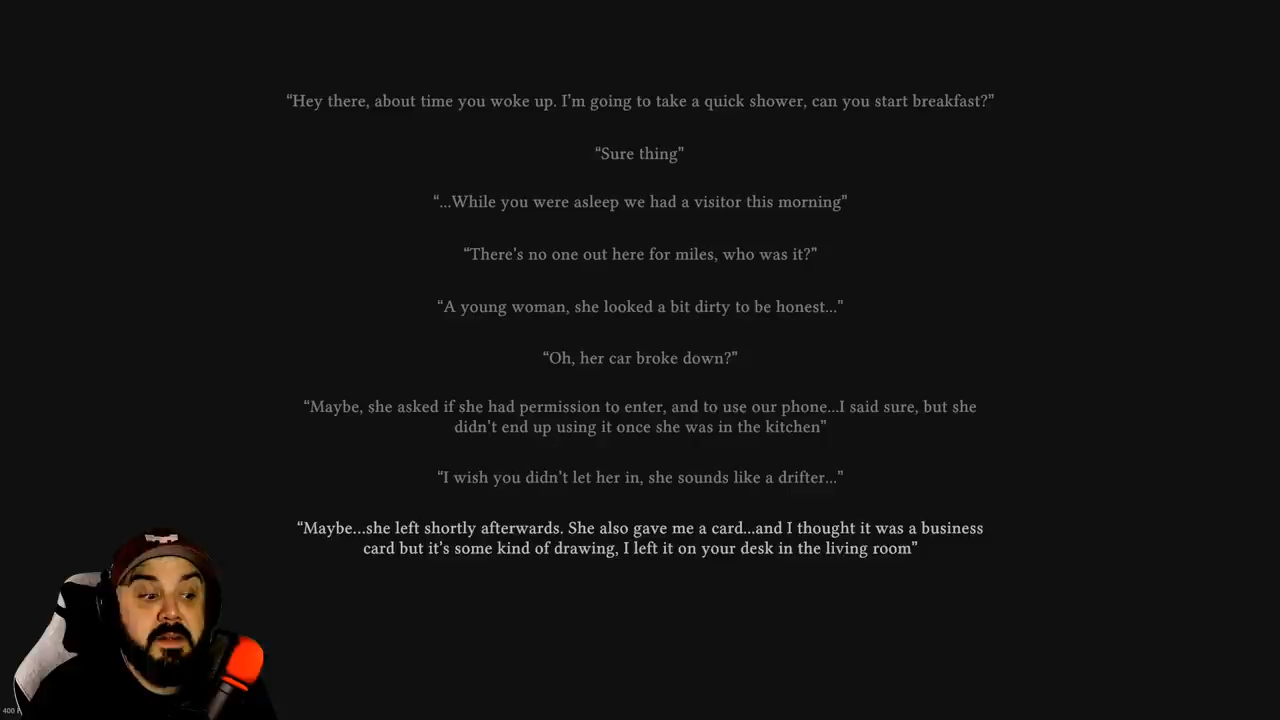 “Hey there, about time you woke up. I’m going to take a quick shower, can you start breakfast?”
“Sure thing”
“...While you were asleep we had a visitor this morning”
“There’s no one out here for miles, who was it?”
“A young woman, she looked a bit dirty to be honest...”
“Oh, her car broke down?”
“Maybe, she asked if she had permission to enter, and to use our phone...I said sure, but she
didn’t end up using it once she was in the kitchen”
“I wish you didn’t let her in, she sounds like a drifter...”
“Maybe...she left shortly afterwards. She also gave me a card...and I thought it was a business
card but it’s some kind of drawing, I left it on your desk in the living room”
400